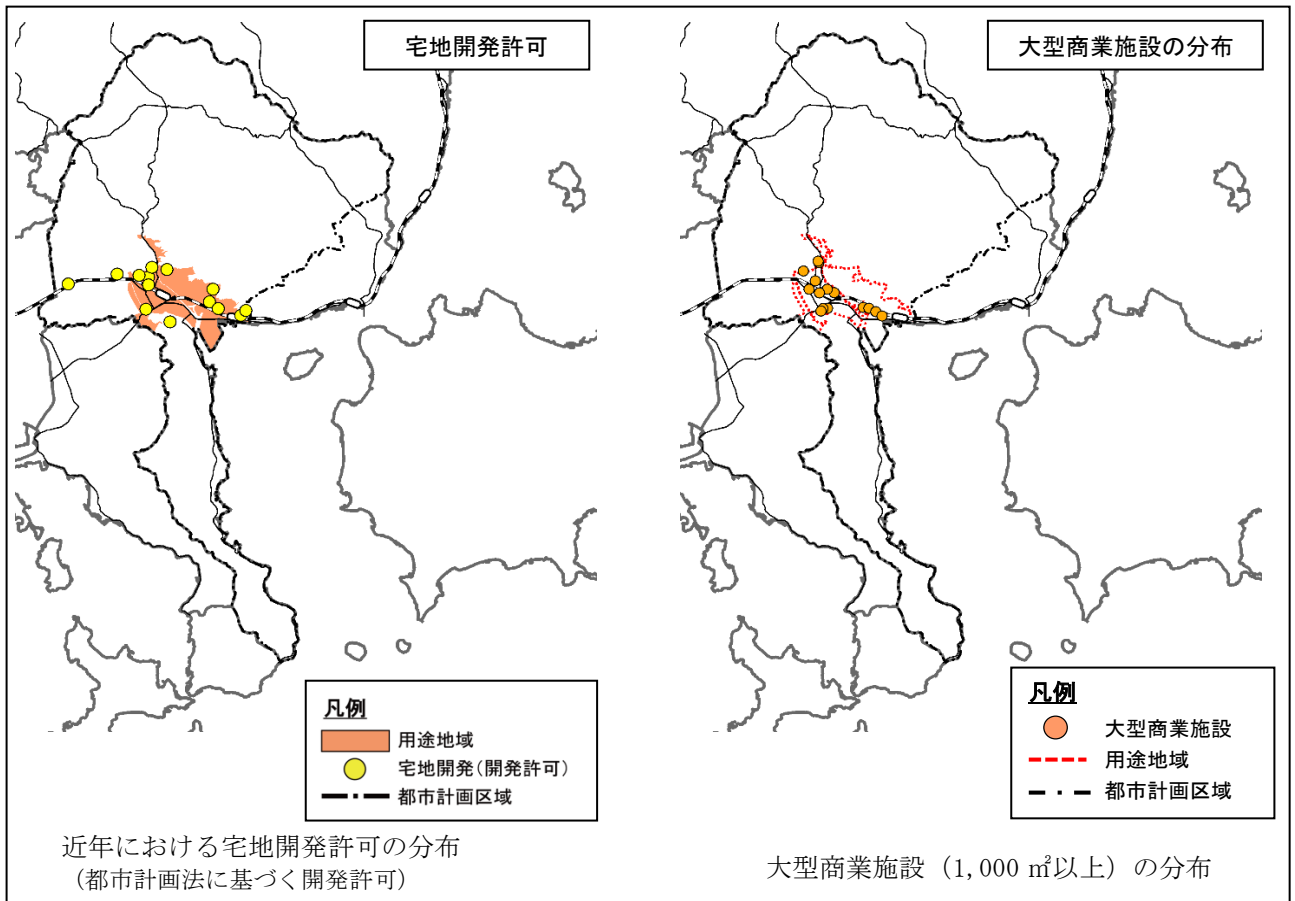 宅地開発許可
凡例
用途地域
宅地開発(開発許可)
都市計画区域
近年における宅地開発許可の分布
(都市計画法に基づく開発許可)
大型商業施設の分布
凡例
大型商業施設
用途地域
都市計画区域
大型商業施設(1,000 ㎡以上)の分布